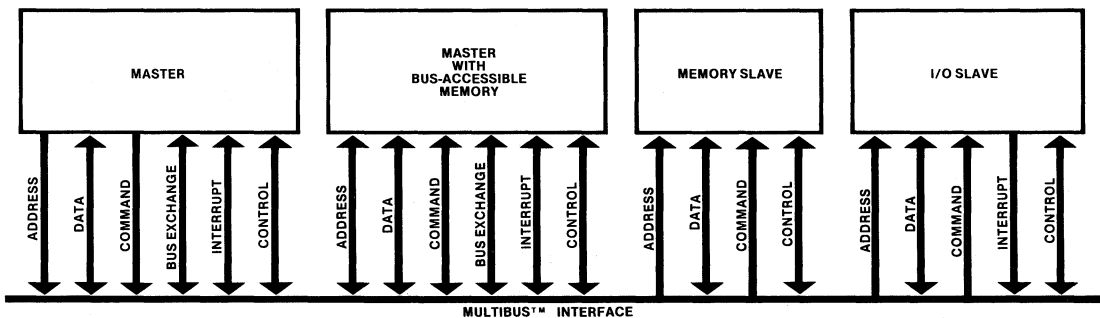 MASTER
MASTER
WITH
BUS-ACCESSIBLE
MEMORY
MEMORY SLAVE
I/O SLAVE
ADDRESS
DATA
COMMAND
BUS EXCHANGE
INTERRUPT
CONTROL
ADDRESS
DATA
COMMAND
BUS EXCHANGE
INTERRUPT
CONTROL
ADDRESS
DATA
COMMAND
CONTROL
ADDRESS
DATA
COMMAND
INTERRUPT
CONTROL
MULTIBUS™ INTERFACE